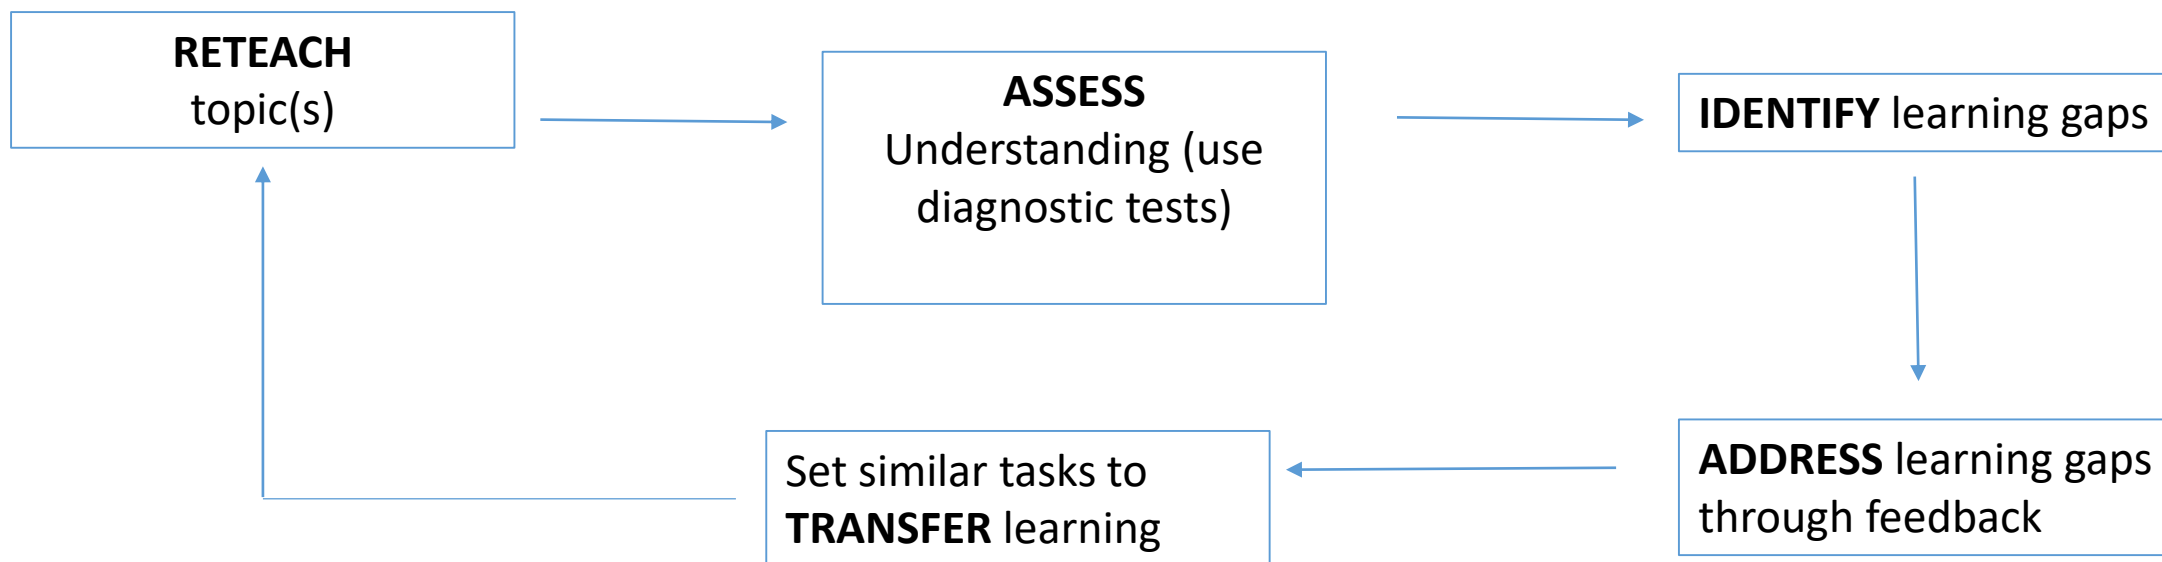 RETEACH
topic(s)
ASSESS
Understanding (use
diagnostic tests)
IDENTIFY learning gaps
ADDRESS learning gaps
through feedback
Set similar tasks to
TRANSFER learning